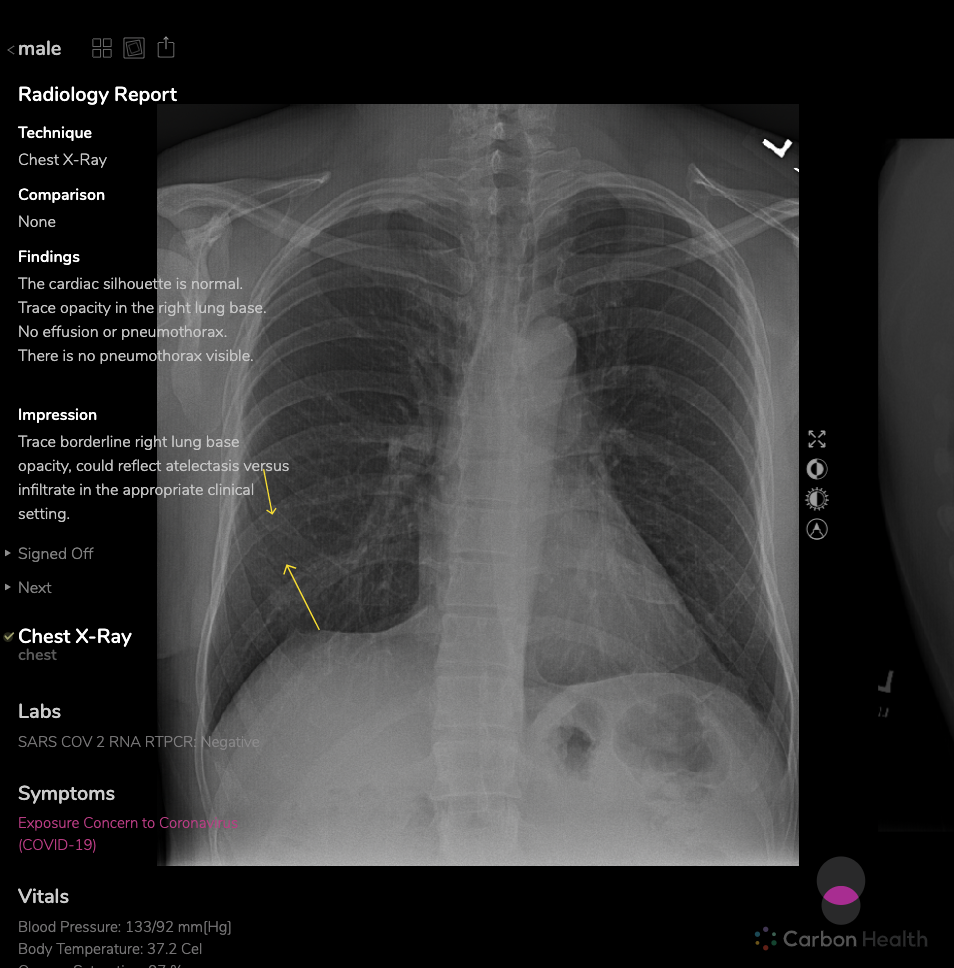 male
Radiology Report
Technique
Chest X-Ray
Comparison
None
Findings
The cardiac silhouette is normal.
Trace opacity in the right lung base.
No effusion or pneumothorax.
There is no pneumothorax visible.
Impression
Trace borderline right lung base
opacity, could reflect atelectasis versus
infiltrate in the appropriate clinical
setting.
Signed Off
Next
Chest X-Ray
chest
Labs
SARS COV 2 RNA RTPCR: Negative
Symptoms
Exposure Concern to Coronavirus
(COVID-19)
Vitals
Blood Pressure: 133/92 mm[Hg]
Body Temperature: 37.2 Cel
L
L
Carbon Health